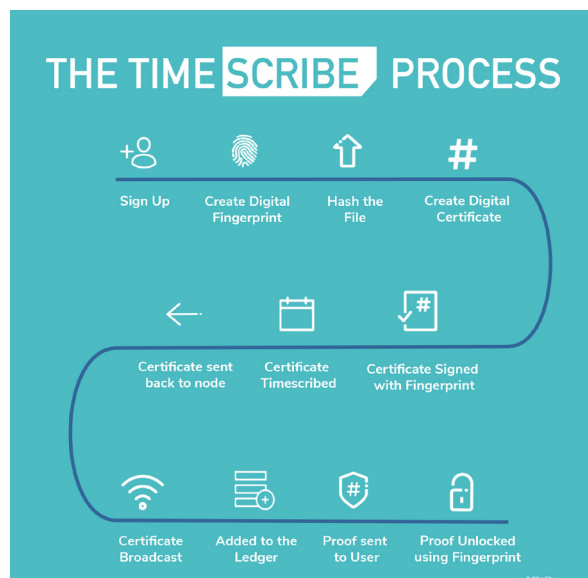 THE TIME SCRIBE PROCESS
Sign Up
Create Digital
Fingerprint
Hash the
File
#
Create Digital
Certificate
Certificate sent
back to node
Certificate
Timescribed
#
Certificate Signed
with Fingerprint
Certificate
Broadcast
Added to the
Ledger
#
Proof sent
to User
Proof Unlocked
using Fingerprint